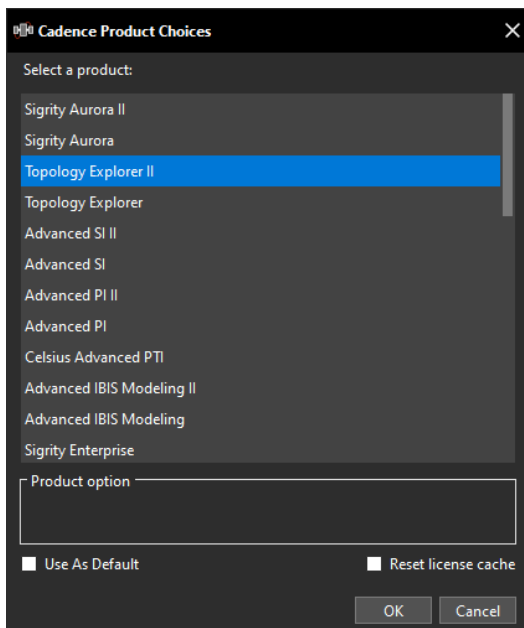 Cadence Product Choices
Select a product:
Sigrity Aurora II
Sigrity Aurora
Topology Explorer II
Topology Explorer
Advanced SI II
Advanced SI
Advanced PI II
Advanced PI
Celsius Advanced PTI
Advanced IBIS Modeling II
Advanced IBIS Modeling
Sigrity Enterprise
Product option
Use As Default Reset license cache
OK Cancel